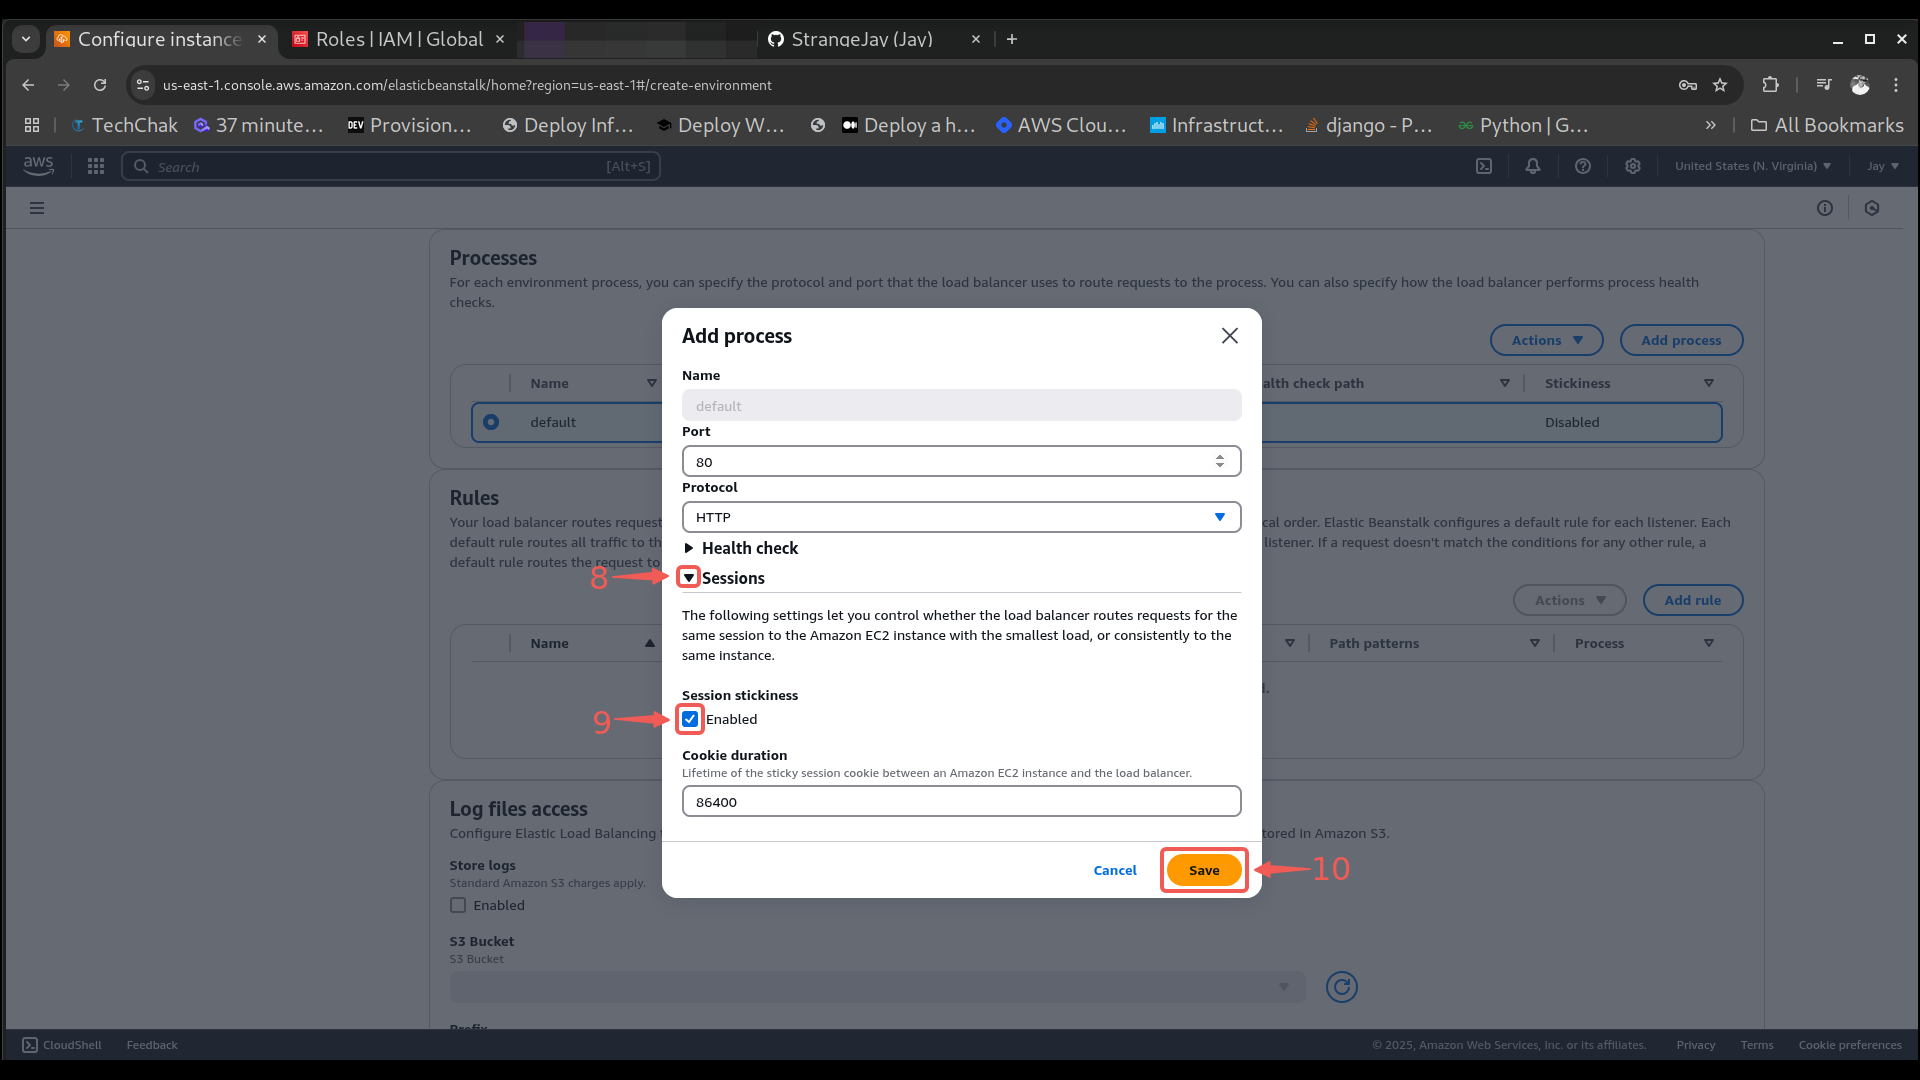 Configure instance
Roles | IAM | Global
StrangeJay (Jay)
us-east-1.console.aws.amazon.com/elasticbeanstalk/home?region=us-east-1#/create-environment
TechChak
37 minute...
DEV Provision...
Deploy Inf...
Deploy W...
Deploy a h...
AWS Clou...
Infrastruct...
django - P...
Python | G...
» All Bookmarks
aws
Search
[Alt+S]
United States (N. Virginia)
Jay
Processes
For each environment process, you can specify the protocol and port that the load balancer uses to route requests to the process. You can also specify how the load balancer performs process health
checks.
Actions
Add process
Name
alth check path
Stickiness
default
Disabled
Rules
Your load balancer routes request
cal order. Elastic Beanstalk configures a default rule for each listener. Each
default rule routes all traffic to th
listener. If a request doesn't match the conditions for any other rule, a
default rule routes the request to
Actions
Add rule
Name
Path patterns
Process
Log files access
Configure Elastic Load Balancing
tored in Amazon S3.
Store logs
Standard Amazon S3 charges apply.
Enabled
S3 Bucket
S3 Bucket
Prefix
Add process
Name
default
Port
80
Protocol
HTTP
Health check
8
Sessions
The following settings let you control whether the load balancer routes requests for the
same session to the Amazon EC2 instance with the smallest load, or consistently to the
same instance.
Session stickiness
9
Enabled
Cookie duration
Lifetime of the sticky session cookie between an Amazon EC2 instance and the load balancer.
86400
Cancel
Save
10
CloudShell
Feedback
© 2025, Amazon Web Services, Inc. or its affiliates.
Privacy
Terms
Cookie preferences